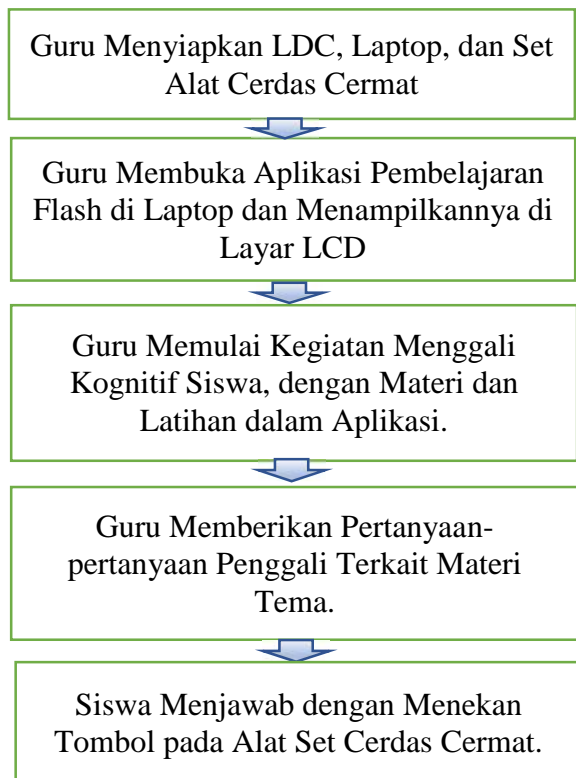 Guru Menyiapkan LDC, Laptop, dan Set
Alat Cerdas Cermat
Guru Membuka Aplikasi Pembelajaran
Flash di Laptop dan Menampilkannya di
Layar LCD
Guru Memulai Kegiatan Menggali
Kognitif Siswa, dengan Materi dan
Latihan dalam Aplikasi.
Guru Memberikan Pertanyaan-
pertanyaan Penggali Terkait Materi
Tema.
Siswa Menjawab dengan Menekan
Tombol pada Alat Set Cerdas Cermat.